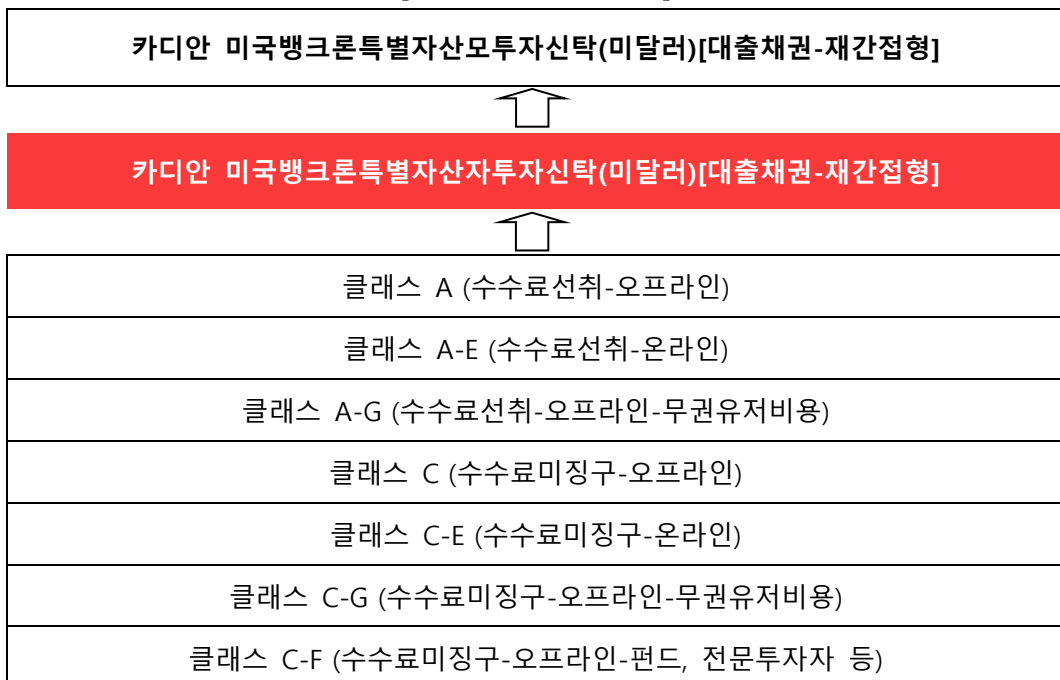 카디안 미국뱅크론특별자산모투자신탁(미달러)[대출채권-재간접형]
카디안 미국뱅크론특별자산자투자신탁(미달러)[대출채권-재간접형]
클래스 A (수수료선취-오프라인)
클래스 A-E (수수료선취-온라인)
클래스 A-G (수수료선취-오프라인-무권유저비용)
클래스 C (수수료미징구-오프라인)
클래스 C-E (수수료미징구-온라인)
클래스 C-G (수수료미징구-오프라인-무권유저비용)
클래스 C-F (수수료미징구-오프라인-펀드, 전문투자자 등)